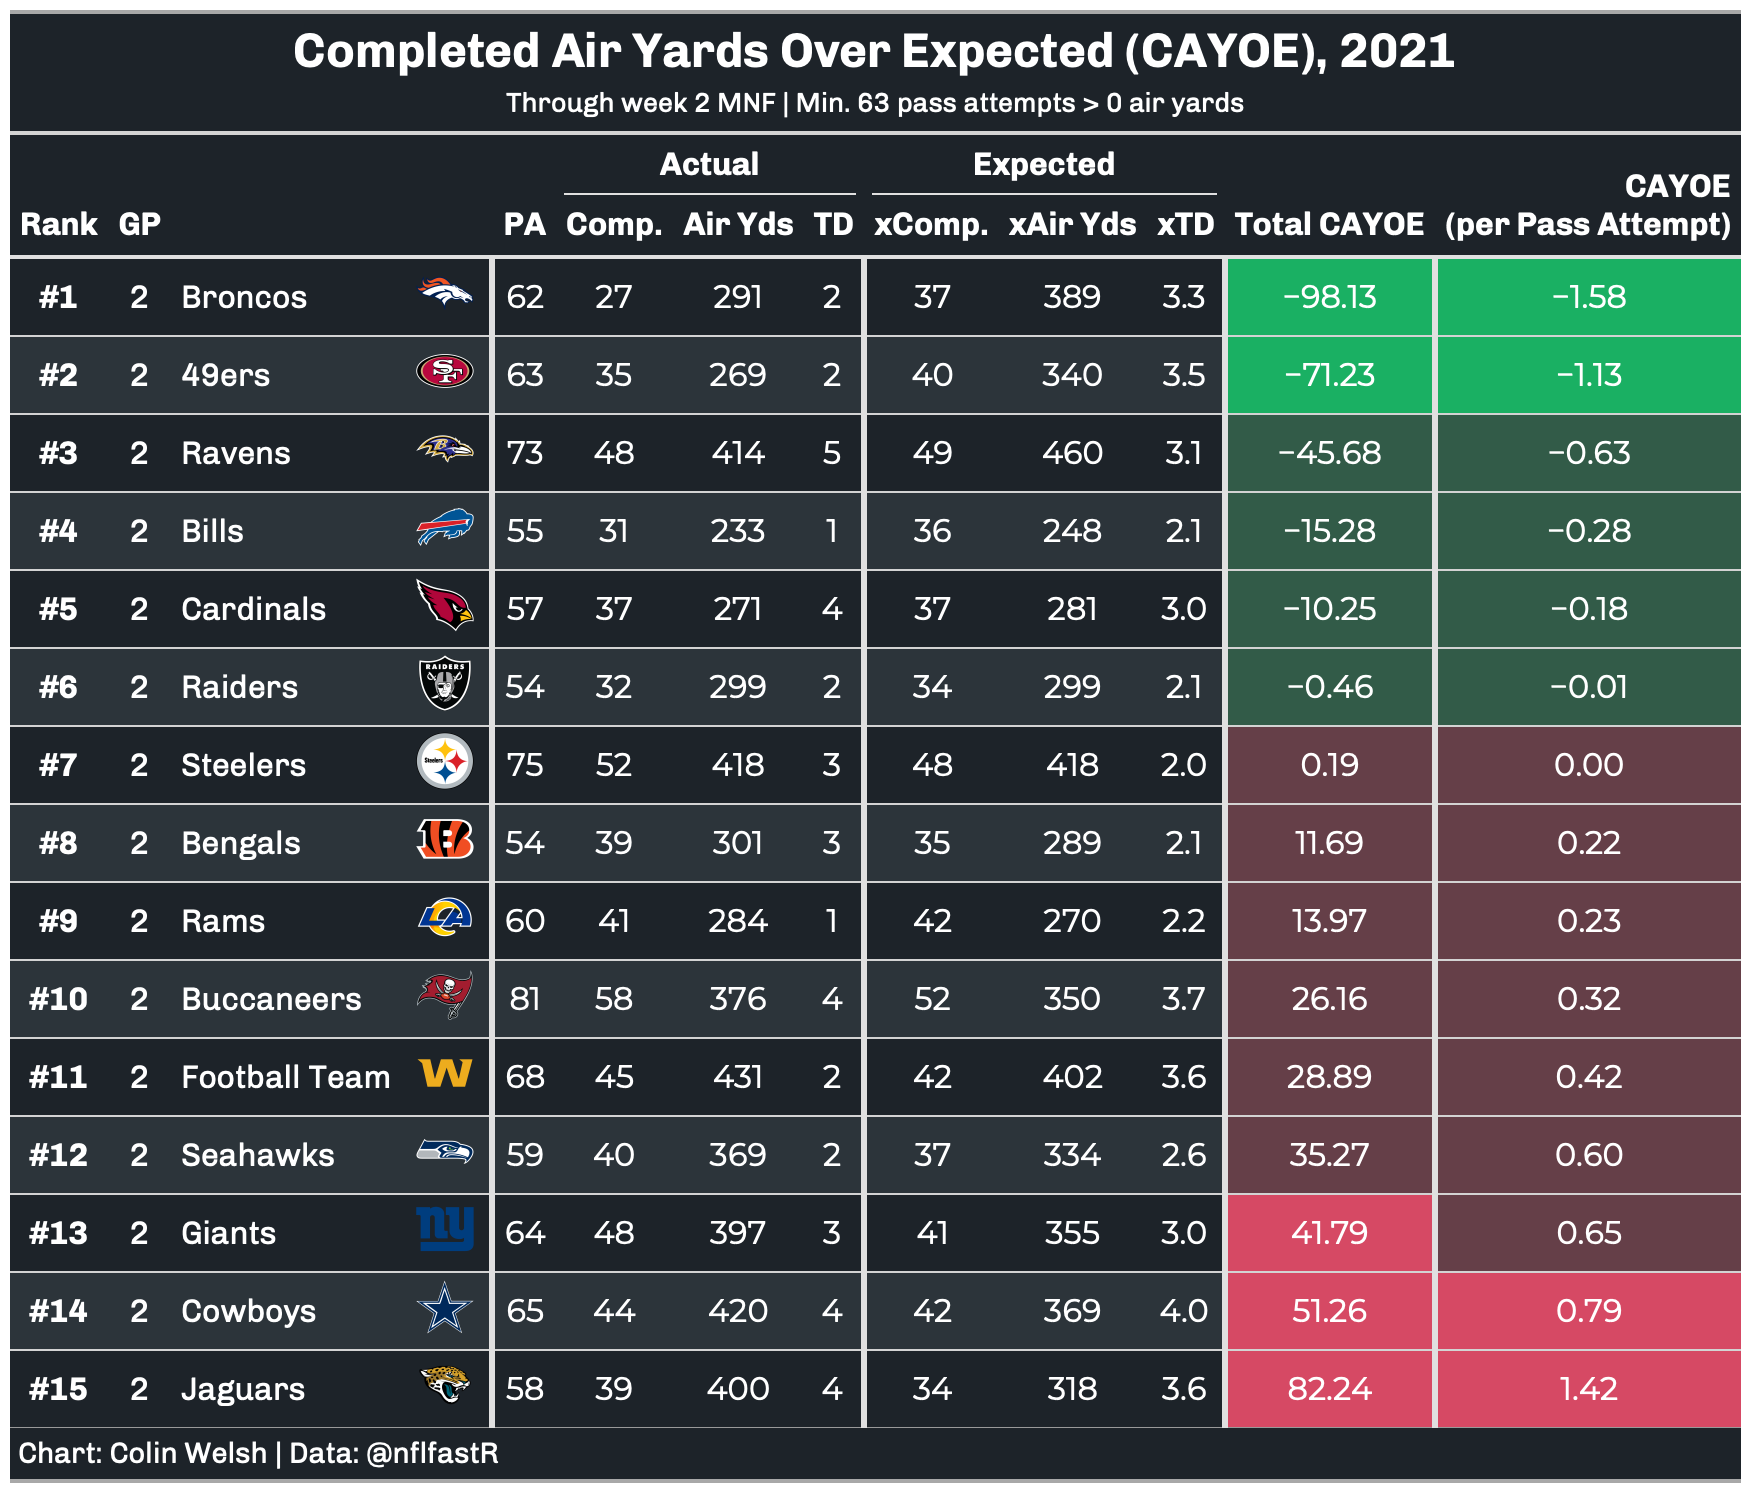 Completed Air Yards Over Expected (CAYOE), 2021
Through week 2 MNF | Min. 63 pass attempts > 0 air yards
Actual Expected
CAYOE
Rank GP PA Comp. Air Yds TD xComp. xAir Yds xTD Total CAYOE (per Pass Attempt)
#1 2 Broncos 62 27 291 2 37 389 3.3 −98.13 −1.58
#2 2 49ers SF 63 35 269 2 40 340 3.5 −71.23 −1.13
#3 2 Ravens B 73 48 414 5 49 460 3.1 −45.68 −0.63
#4 2 Bills 55 31 233 1 36 248 2.1 −15.28 −0.28
#5 2 Cardinals 57 37 271 4 37 281 3.0 −10.25 −0.18
#6 2 Raiders RAIDERS 54 32 299 2 34 299 2.1 −0.46 −0.01
#7 2 Steelers Steelers 75 52 418 3 48 418 2.0 0.19 0.00
#8 2 Bengals B 54 39 301 3 35 289 2.1 11.69 0.22
#9 2 Rams LA 60 41 284 1 42 270 2.2 13.97 0.23
#10 2 Buccaneers 81 58 376 4 52 350 3.7 26.16 0.32
#11 2 Football Team W 68 45 431 2 42 402 3.6 28.89 0.42
#12 2 Seahawks 59 40 369 2 37 334 2.6 35.27 0.60
#13 2 Giants ny 64 48 397 3 41 355 3.0 41.79 0.65
#14 2 Cowboys 65 44 420 4 42 369 4.0 51.26 0.79
#15 2 Jaguars 58 39 400 4 34 318 3.6 82.24 1.42
Chart: Colin Welsh | Data: @nflfastR